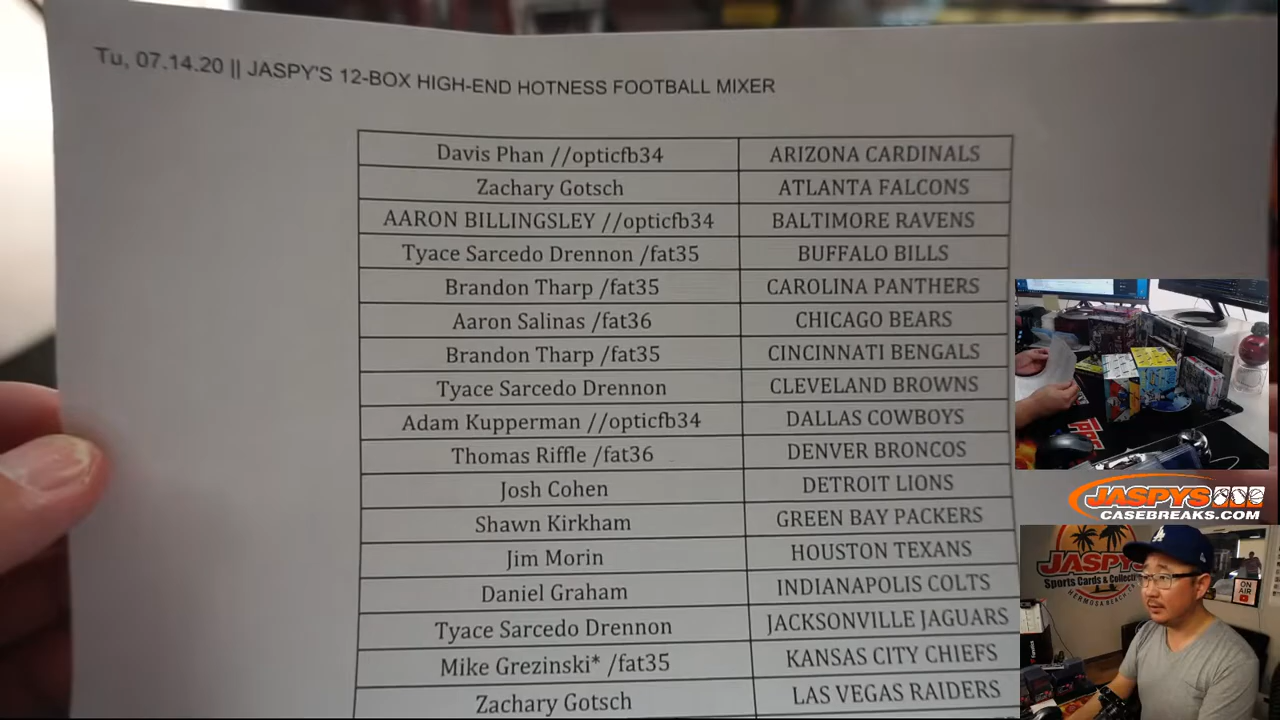 Tu, 07.14.20 || JASPY'S 12-BOX HIGH-END HOTNESS FOOTBALL MIXER
Davis Phan //opticfb34 ARIZONA CARDINALS
Zachary Gotsch ATLANTA FALCONS
AARON BILLINGSLEY //opticfb34 BALTIMORE RAVENS
Tyace Sarcedo Drennon /fat35 BUFFALO BILLS
Brandon Tharp /fat35 CAROLINA PANTHERS
Aaron Salinas /fat36 CHICAGO BEARS
Brandon Tharp /fat35 CINCINNATI BENGALS
Tyace Sarcedo Drennon CLEVELAND BROWNS
Adam Kupperman //opticfb34 DALLAS COWBOYS
Thomas Riffle /fat36 DENVER BRONCOS
Josh Cohen DETROIT LIONS
Shawn Kirkham GREEN BAY PACKERS
Jim Morin HOUSTON TEXANS
Daniel Graham INDIANAPOLIS COLTS
Tyace Sarcedo Drennon JACKSONVILLE JAGUARS
Mike Grezinski* /fat35 KANSAS CITY CHIEFS
Zachary Gotsch LAS VEGAS RAIDERS
JASPYS
CASEBREAKS.COM
JASPYS
Sports Cards &
HERMOSA BEACH
LA
ON
AIR